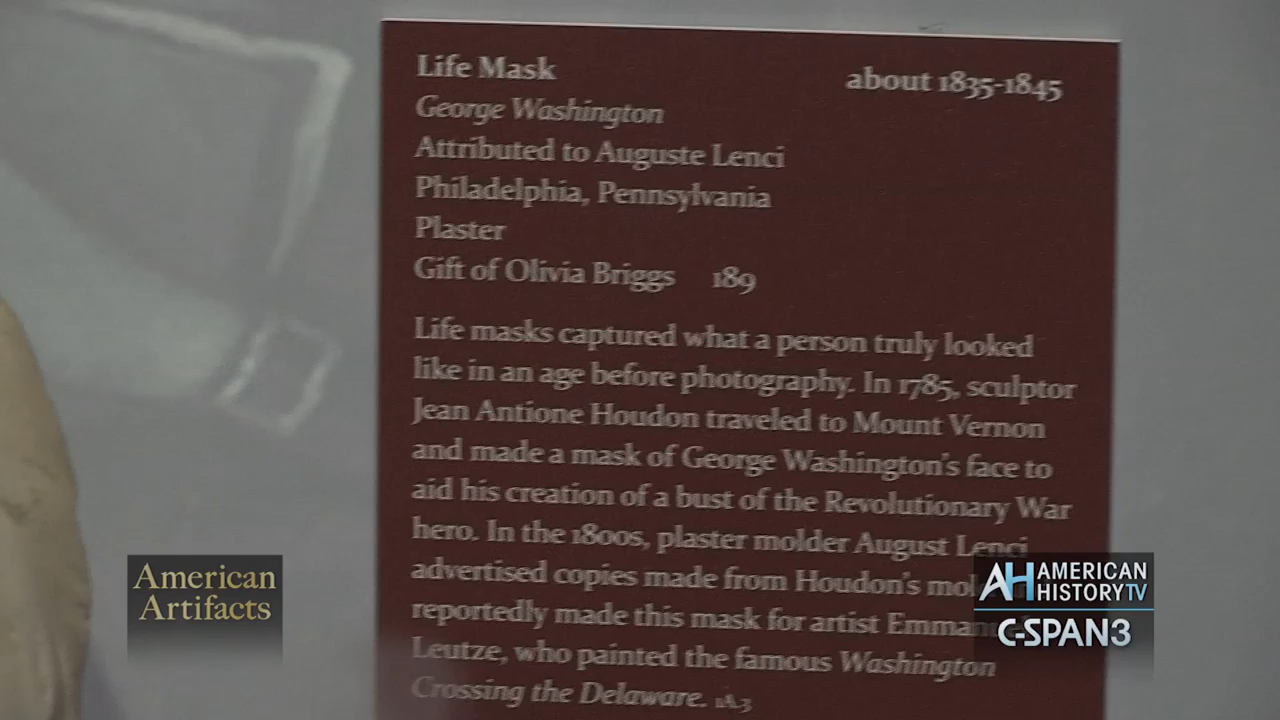 Life Mask about 1835-1845
George Washington
Attributed to Auguste Lenci
Philadelphia, Pennsylvania
Plaster
Gift of Olivia Briggs 189
Life masks captured what a person truly looked
like in an age before photography. In 1785, sculptor
Jean Antione Houdon traveled to Mount Vernon
and made a mask of George Washington's face to
aid his creation of a bust of the Revolutionary War
hero. In the 1800s, plaster molder August Lenci
advertised copies made from Houdon's
reportedly made this mask for artist
Leutze, who painted the famous Washington
Crossing the Delaware. 1A.3
American
Artifacts
AH AMERICAN
HISTORY TV
C-SPAN3